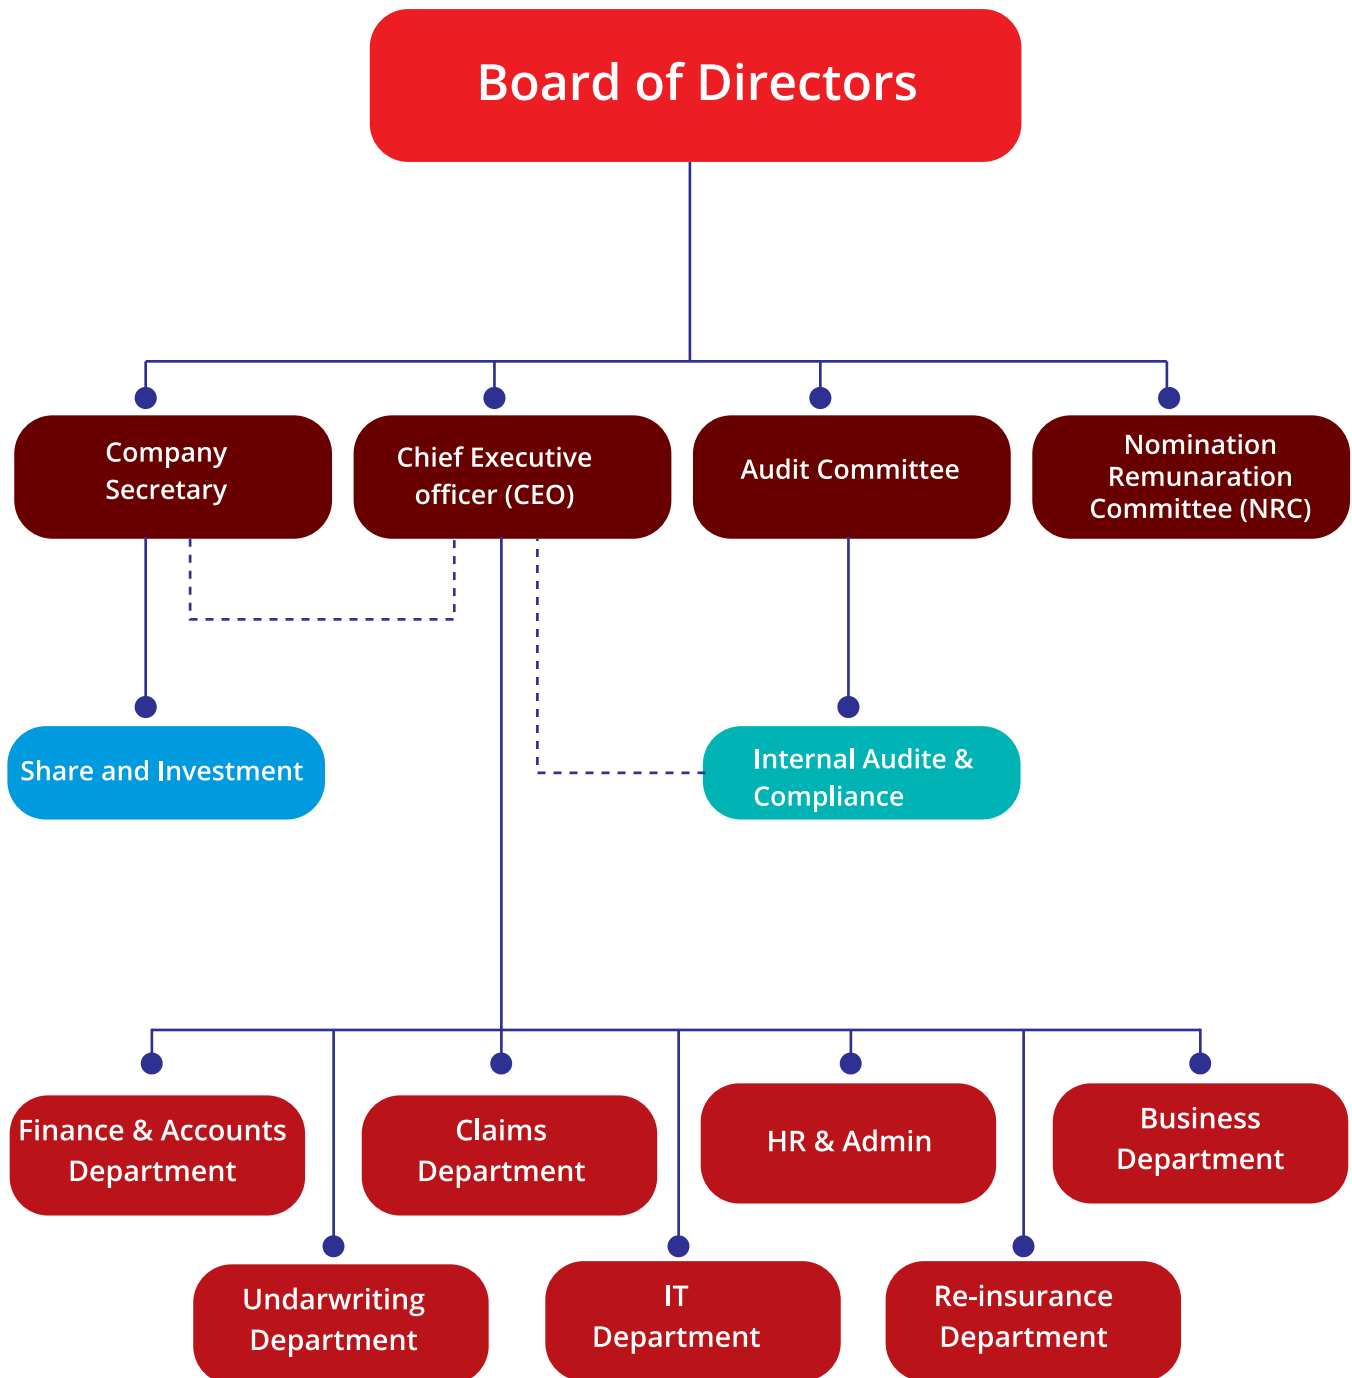 Board of Directors
Company
Secretary
Chief Executive
officer (CEO)
Audit Committee
Nomination
Remunaration
Committee (NRC)
Share and Investment
Internal Audite &
Compliance
Finance & Accounts
Department
Claims
Department
HR & Admin
Business
Department
Undarwriting
Department
IT
Department
Re-insurance
Department